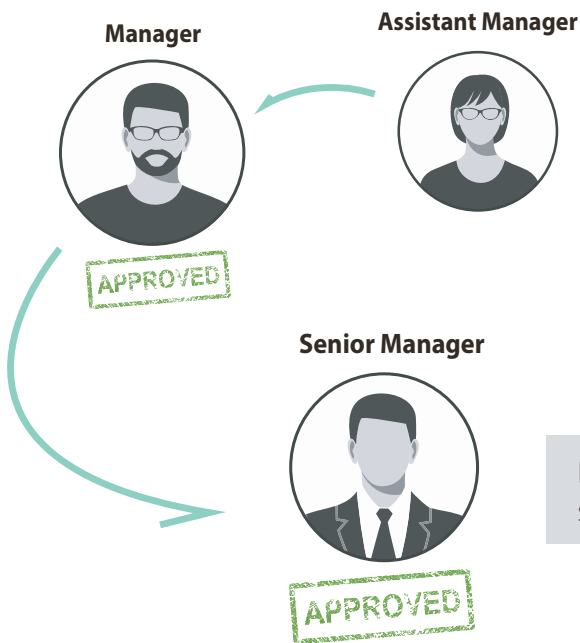 Assistant Manager
Manager
APPROVED
Senior Manager
APPROVED